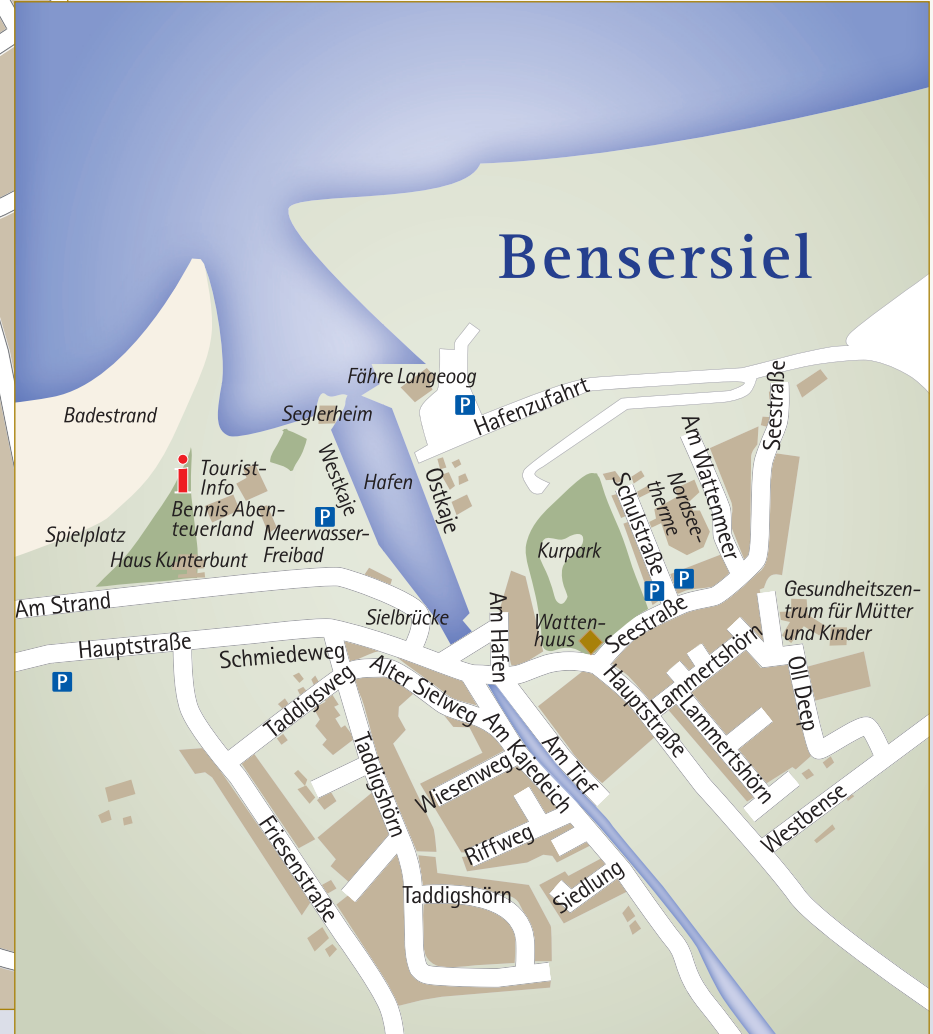 Bensersiel
Fähre Langeoog
P
Hafenzufahrt
Seestraße
Badestrand
Seglerheim
Westkaje
Hafen
Ostkaje
Am Wattenmeer
i
Tourist-
Info
Bennis Aben-
teuerland
P
Meerwasser-
Freibad
Spielplatz
Haus Kunterbunt
Schulstraße
Nordsee-
therme
Kurpark
P
P
Am Strand
Sielbrücke
Am Hafen
Watten-
huus
Seestraße
Gesundheitszen-
trum für Mütter
und Kinder
Hauptstraße
Schmiedeweg
P
Taddigsweg
Alter Sielweg
Hauptstraße
Lammertshörn
Lammertshörn
Oll Deep
Taddigshörn
Am Kajedeich
Am Tief
Wiesenweg
Riffweg
Westbense
Friesenstraße
Taddigshörn
Siedlung